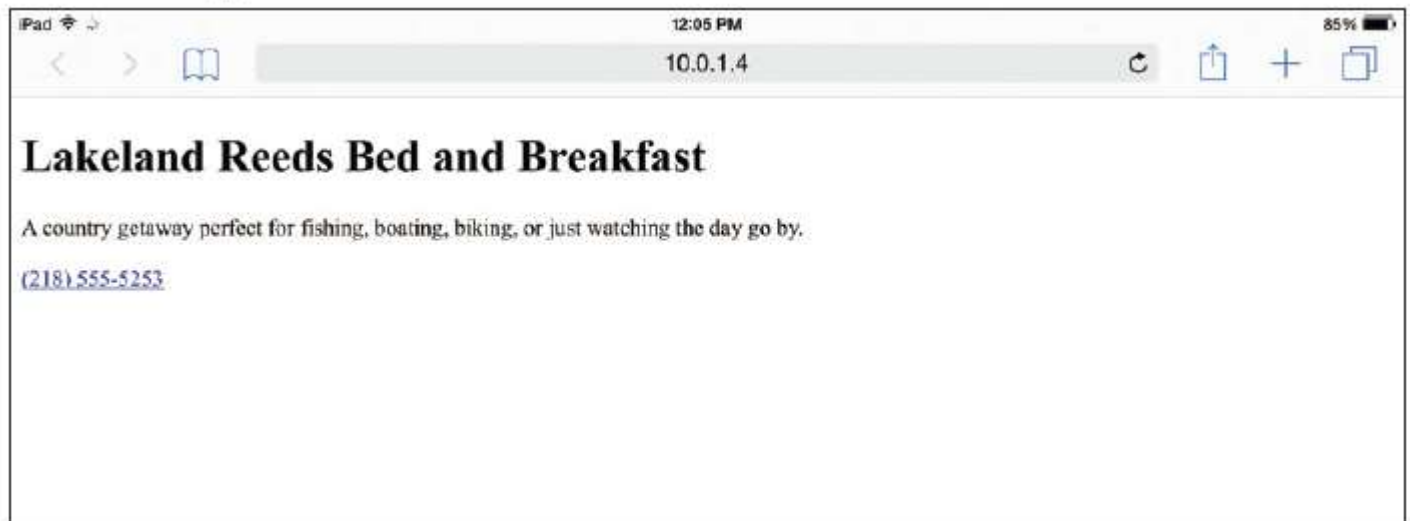 iPad
12:05 PM
85%
10.0.1.4
Lakeland Reeds Bed and Breakfast
A country getaway perfect for fishing, boating, biking, or just watching the day go by.
(218) 555-5253